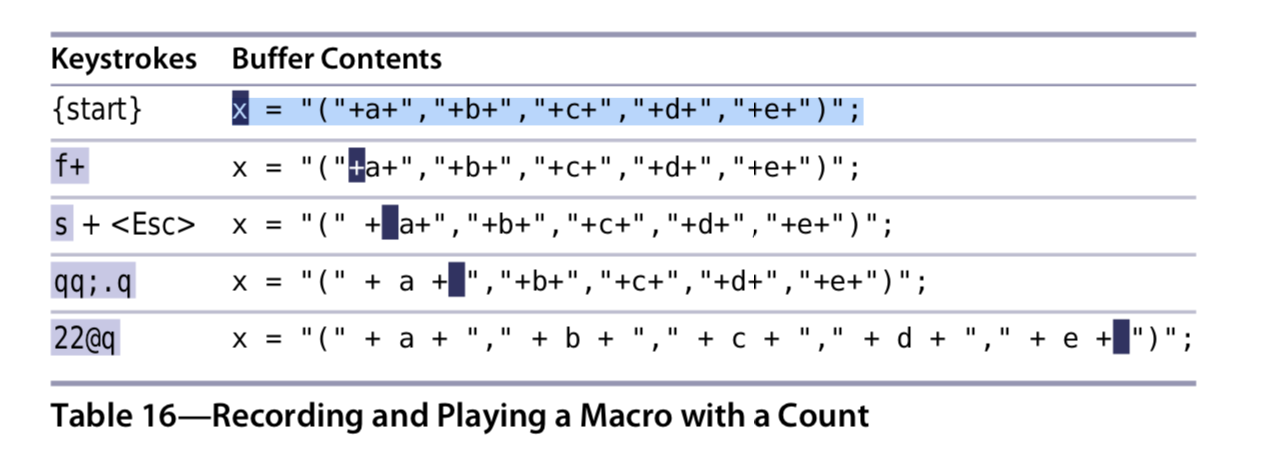 Keystrokes Buffer Contents
{start} x = "("+a+","+b+","+c+","+d+","+e+")";
f+ x = "("+a+","+b+","+c+","+d+","+e+")";
s + <Esc> x = "(" + a+","+b+","+c+","+d+","+e+")";
qq;.q x = "(" + a + ","+b+","+c+","+d+","+e+")";
22@q x = "(" + a + "," + b + "," + c + "," + d + "," + e + ")";
Table 16—Recording and Playing a Macro with a Count